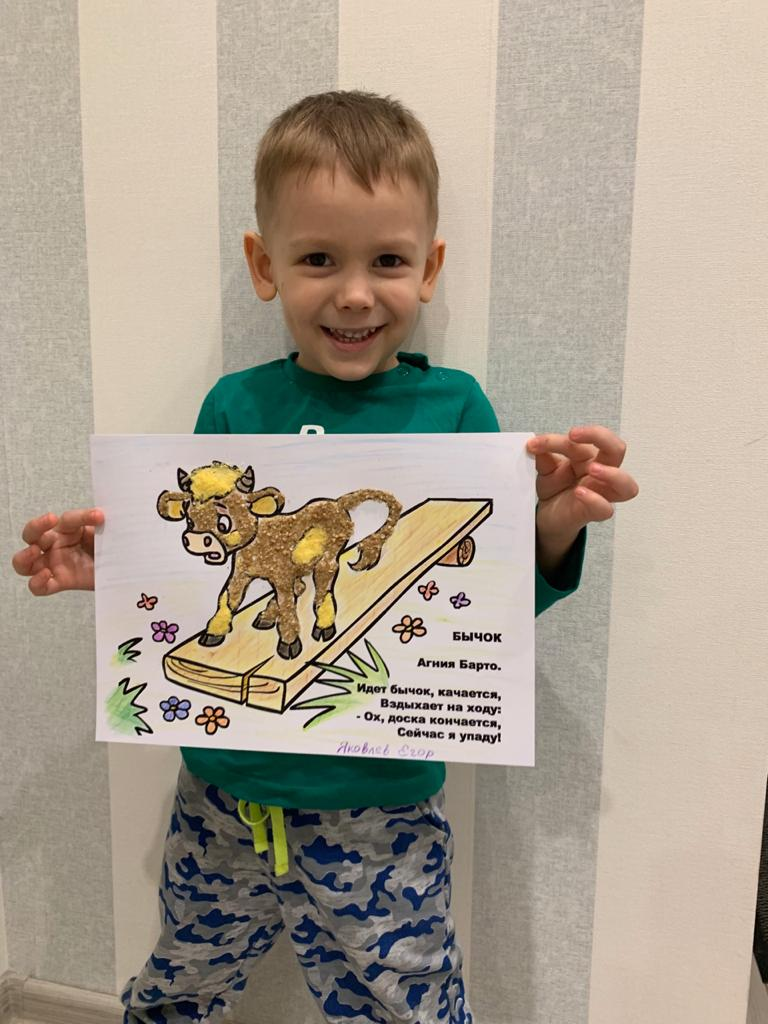 БЫЧОК
Агния Барто.
Идет бычок, качается,
Вздыхает на ходу:
- Ох, доска кончается,
Сейчас я упаду!
Яковлев Егор